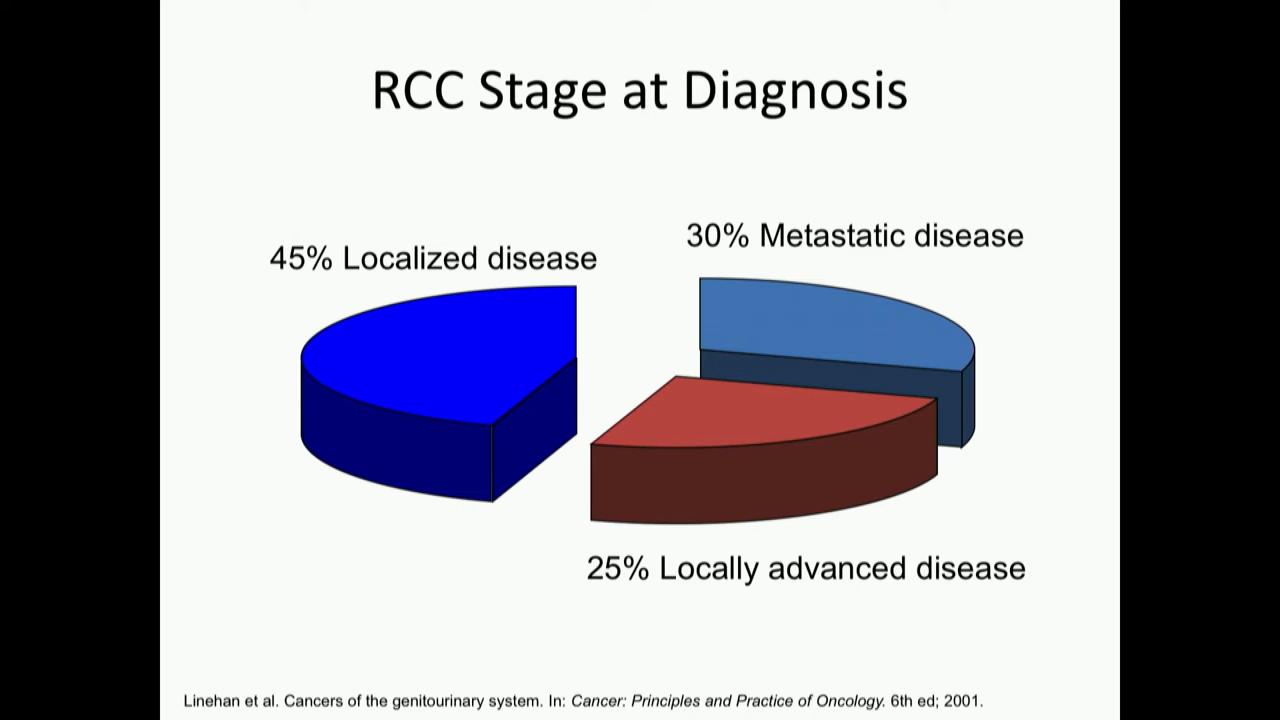 RCC Stage at Diagnosis
30% Metastatic disease
45% Localized disease
25% Locally advanced disease
Linehan et al. Cancers of the genitourinary system. In: Cancer: Principles and Practice of Oncology. 6th ed; 2001.